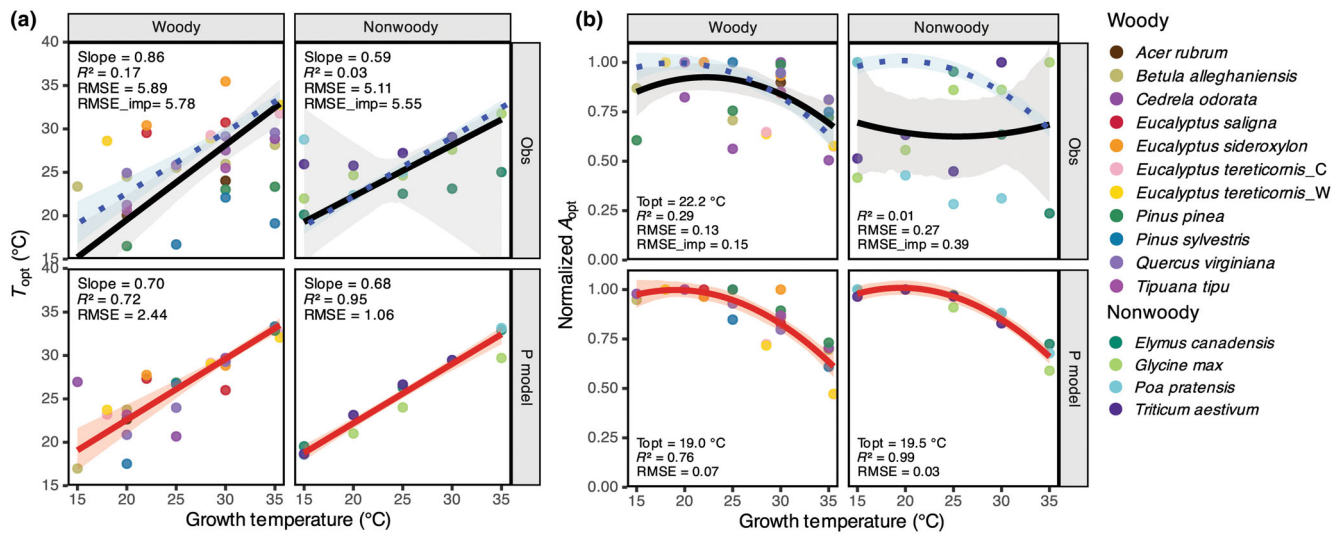 (a)
Woody
Nonwoody
(b)
Woody
Nonwoody
Woody
Acer rubrum
Betula alleghaniensis
Cedrela odorata
Eucalyptus saligna
Eucalyptus sideroxylon
Eucalyptus tereticornis_C
Eucalyptus tereticornis_W
Pinus pinea
Pinus sylvestris
Quercus virginiana
Tipuana tipu
Nonwoody
Elymus canadensis
Glycine max
Poa pratensis
Triticum aestivum
40
35
30
25
20
15
Slope = 0.86
R² = 0.17
RMSE = 5.89
RMSE_imp= 5.78
Slope = 0.59
R² = 0.03
RMSE = 5.11
RMSE_imp= 5.55
Obs
Topt (°C)
40
35
30
25
20
15
Slope = 0.70
R² = 0.72
RMSE = 2.44
Slope = 0.68
R² = 0.95
RMSE = 1.06
P model
15 20 25 30 35
15 20 25 30 35
Growth temperature (°C)
Normalized Aopt
1.00
0.75
0.50
0.25
0.00
Topt = 22.2 °C
R² = 0.29
RMSE = 0.13
RMSE_imp = 0.15
R² = 0.01
RMSE = 0.27
RMSE_imp = 0.39
Obs
1.00
0.75
0.50
0.25
0.00
Topt = 19.0 °C
R² = 0.76
RMSE = 0.07
Topt = 19.5 °C
R² = 0.99
RMSE = 0.03
P model
15 20 25 30 35
15 20 25 30 35
Growth temperature (°C)